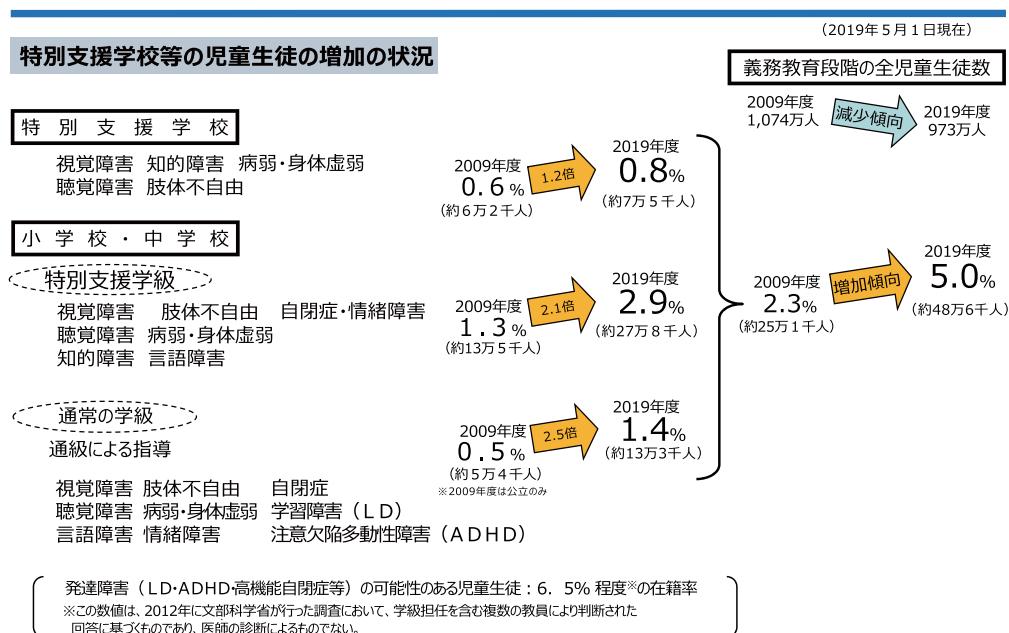 （2019年５月１日現在）
特別支援学校等の児童生徒の増加の状況
義務教育段階の全児童生徒数
2009年度
1,074万人
減少傾向
2019年度
973万人
特別支援学校
視覚障害 知的障害 病弱・身体虚弱
聴覚障害 肢体不自由
2009年度
0.6％
（約６万２千人）
1.2倍
2019年度
0.8%
（約7万５千人）
小学校・中学校
特別支援学級
視覚障害 肢体不自由 自閉症・情緒障害
聴覚障害 病弱・身体虚弱
知的障害 言語障害
2009年度
1.3％
（約13万５千人）
2.1倍
2019年度
2.9%
（約27万８千人）
2009年度
2.3%
（約25万１千人）
増加傾向
2019年度
5.0%
（約48万6千人）
通常の学級
通級による指導
2009年度
0.5％
（約５万４千人）
※2009年度は公立のみ
2.5倍
2019年度
1.4%
（約13万3千人）
視覚障害 肢体不自由 自閉症
聴覚障害 病弱・身体虚弱 学習障害（ＬＤ）
言語障害 情緒障害 注意欠陥多動性障害（ＡＤＨＤ）
発達障害（ＬＤ・ADHD・高機能自閉症等）の可能性のある児童生徒：６．５％程度※の在籍率
※この数値は、2012年に文部科学省が行った調査において、学級担任を含む複数の教員により判断された
回答に基づくものであり、医師の診断によるものでない。